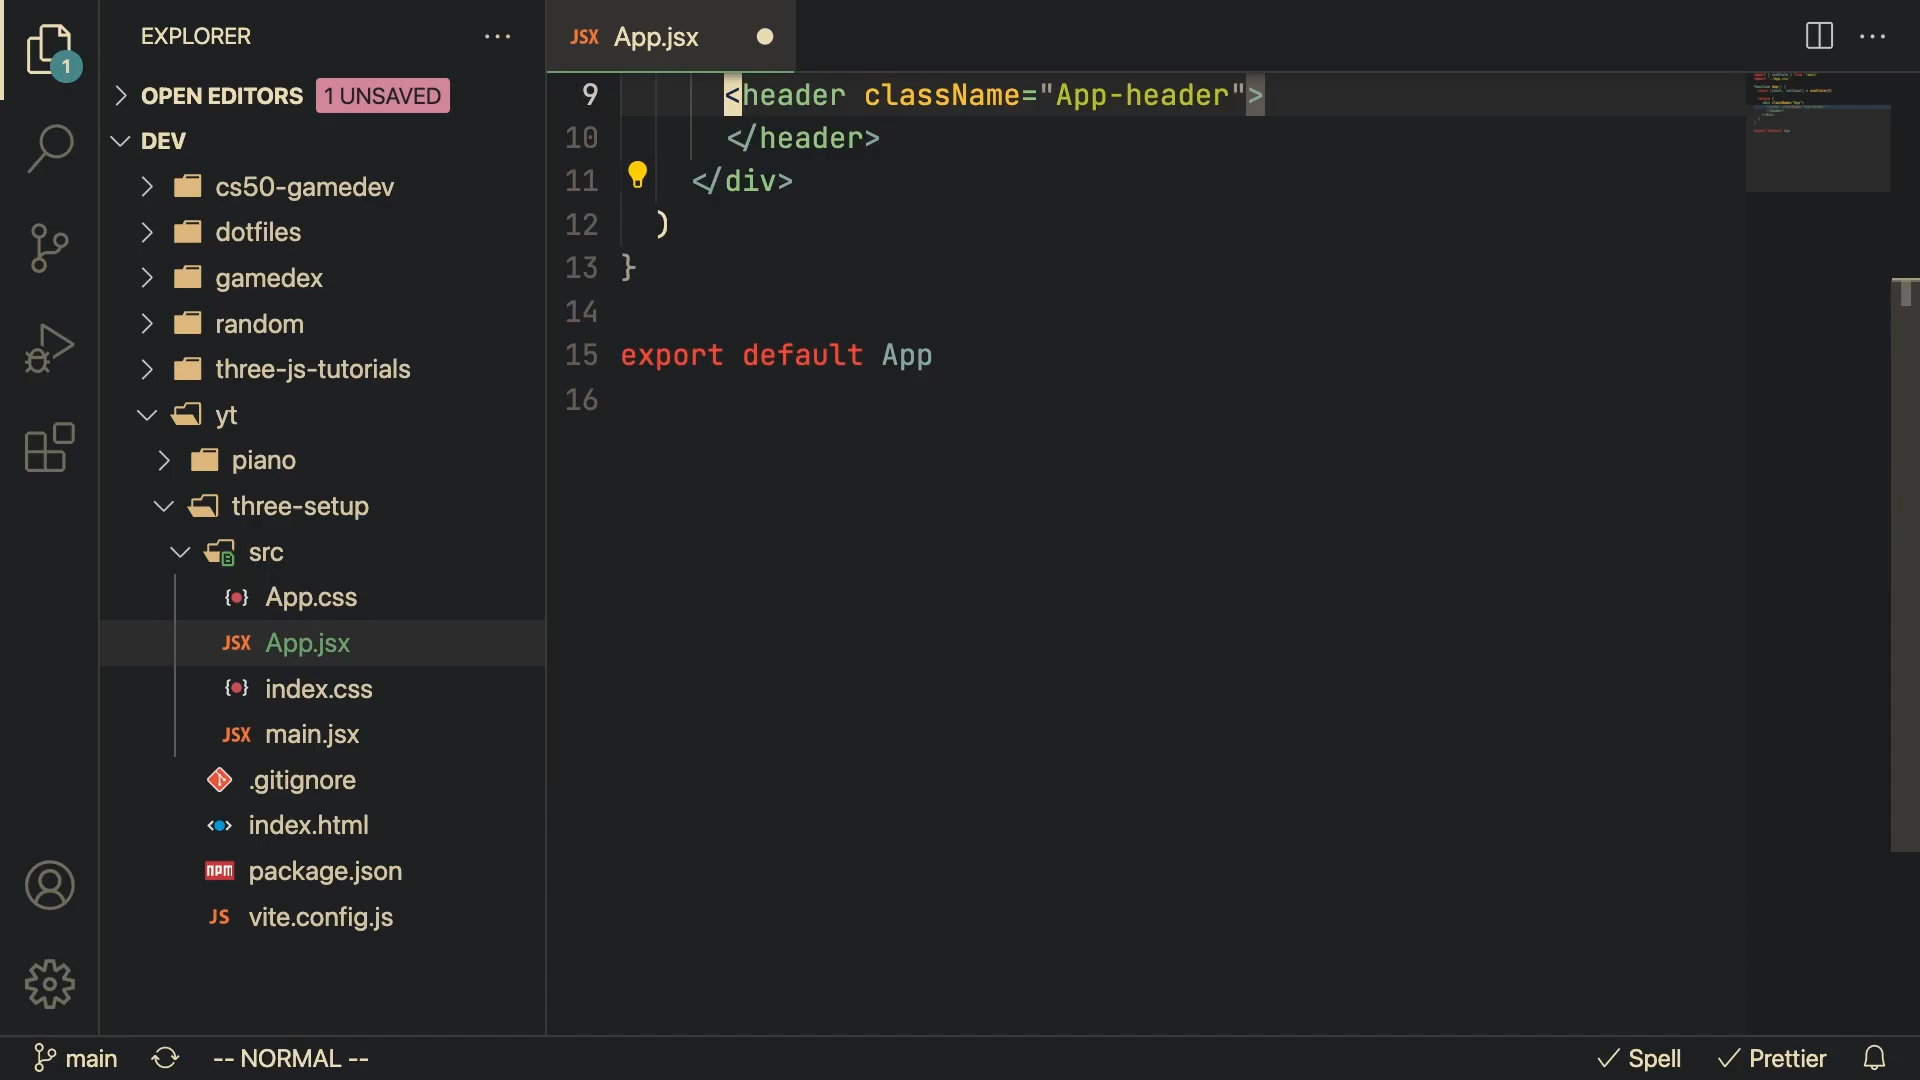 EXPLORER
1
OPEN EDITORS 1 UNSAVED
DEV
cs50-gamedev
dotfiles
gamedex
random
three-js-tutorials
yt
piano
three-setup
src
App.css
JSX App.jsx
index.css
JSX main.jsx
.gitignore
index.html
npm package.json
JS vite.config.js
JSX App.jsx
9 <header className="App-header">
10 </header>
11 </div>
12 )
13 }
14
15 export default App
16
main -- NORMAL -- Spell Prettier